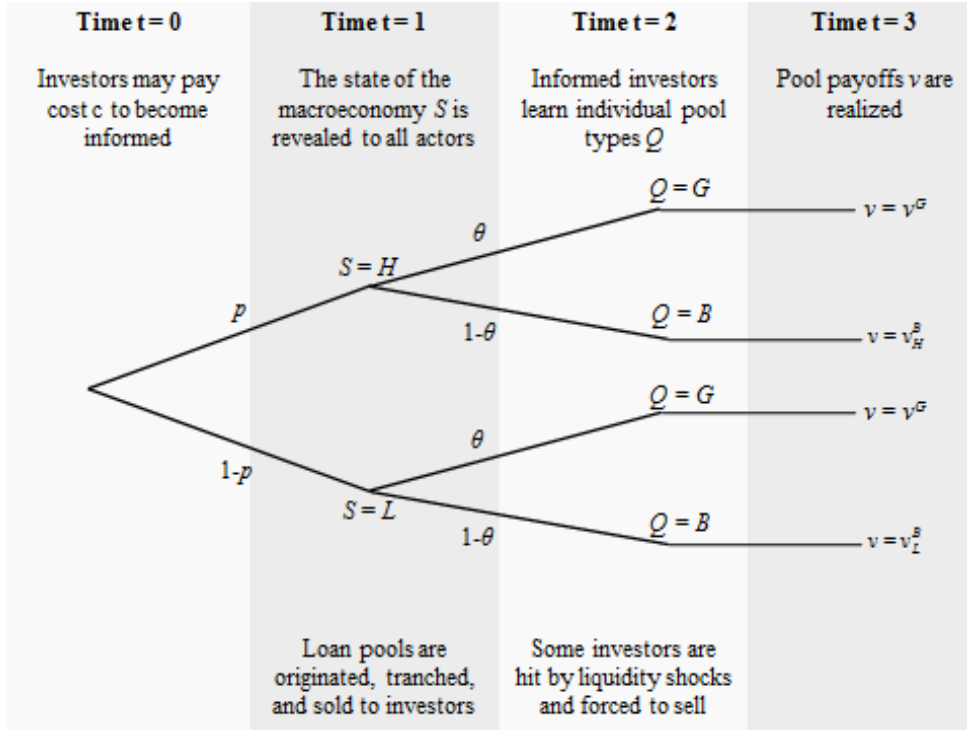 Time t = 0
Time t = 1
Time t = 2
Time t = 3
Investors may pay
cost c to become
informed
The state of the
macroeconomy S is
revealed to all actors
Informed investors
learn individual pool
types Q
Pool payoffs v are
realized
Q = G
v = v^G
θ
S = H
p
1-θ
Q = B
v = v_H^B
Q = G
v = v^G
θ
1-p
S = L
1-θ
Q = B
v = v_L^B
Loan pools are
originated, tranched,
and sold to investors
Some investors are
hit by liquidity shocks
and forced to sell